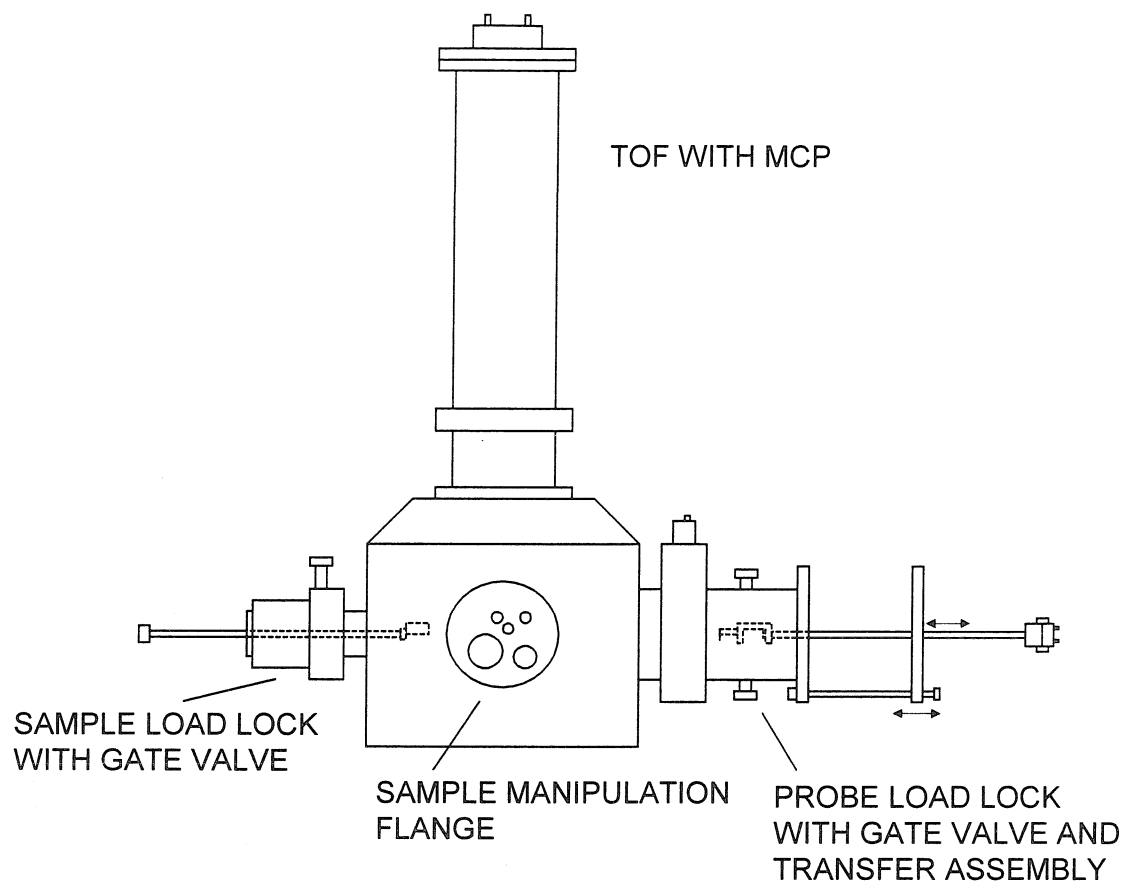 TOF WITH MCP
SAMPLE LOAD LOCK
WITH GATE VALVE
SAMPLE MANIPULATION
FLANGE
PROBE LOAD LOCK
WITH GATE VALVE AND
TRANSFER ASSEMBLY